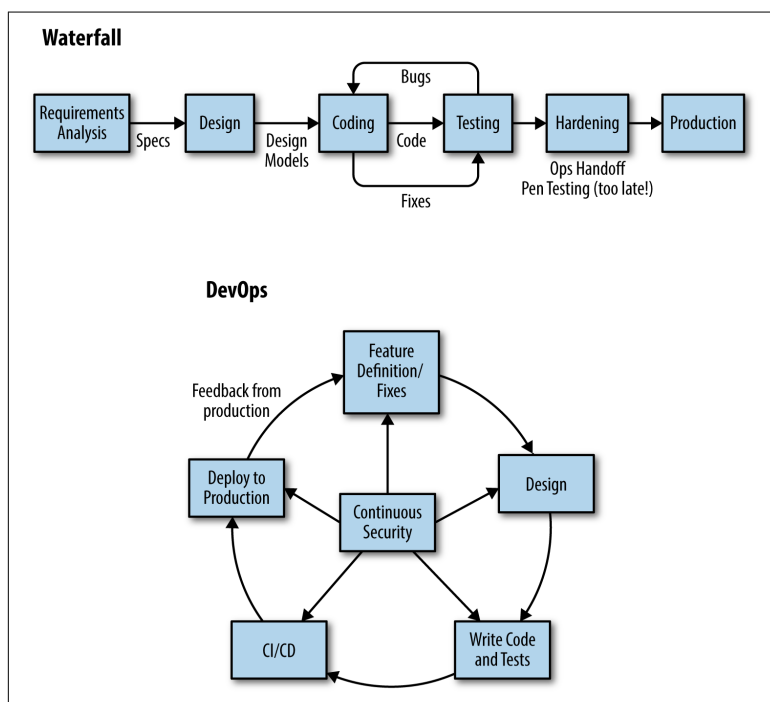 Waterfall
Bugs
Requirements
Analysis
Specs
Design
Design
Models
Coding
Code
Testing
Hardening
Production
Ops Handoff
Pen Testing (too late!)
Fixes
DevOps
Feature
Definition/
Fixes
Feedback from
production
Deploy to
Production
Design
Continuous
Security
CI/CD
Write Code
and Tests